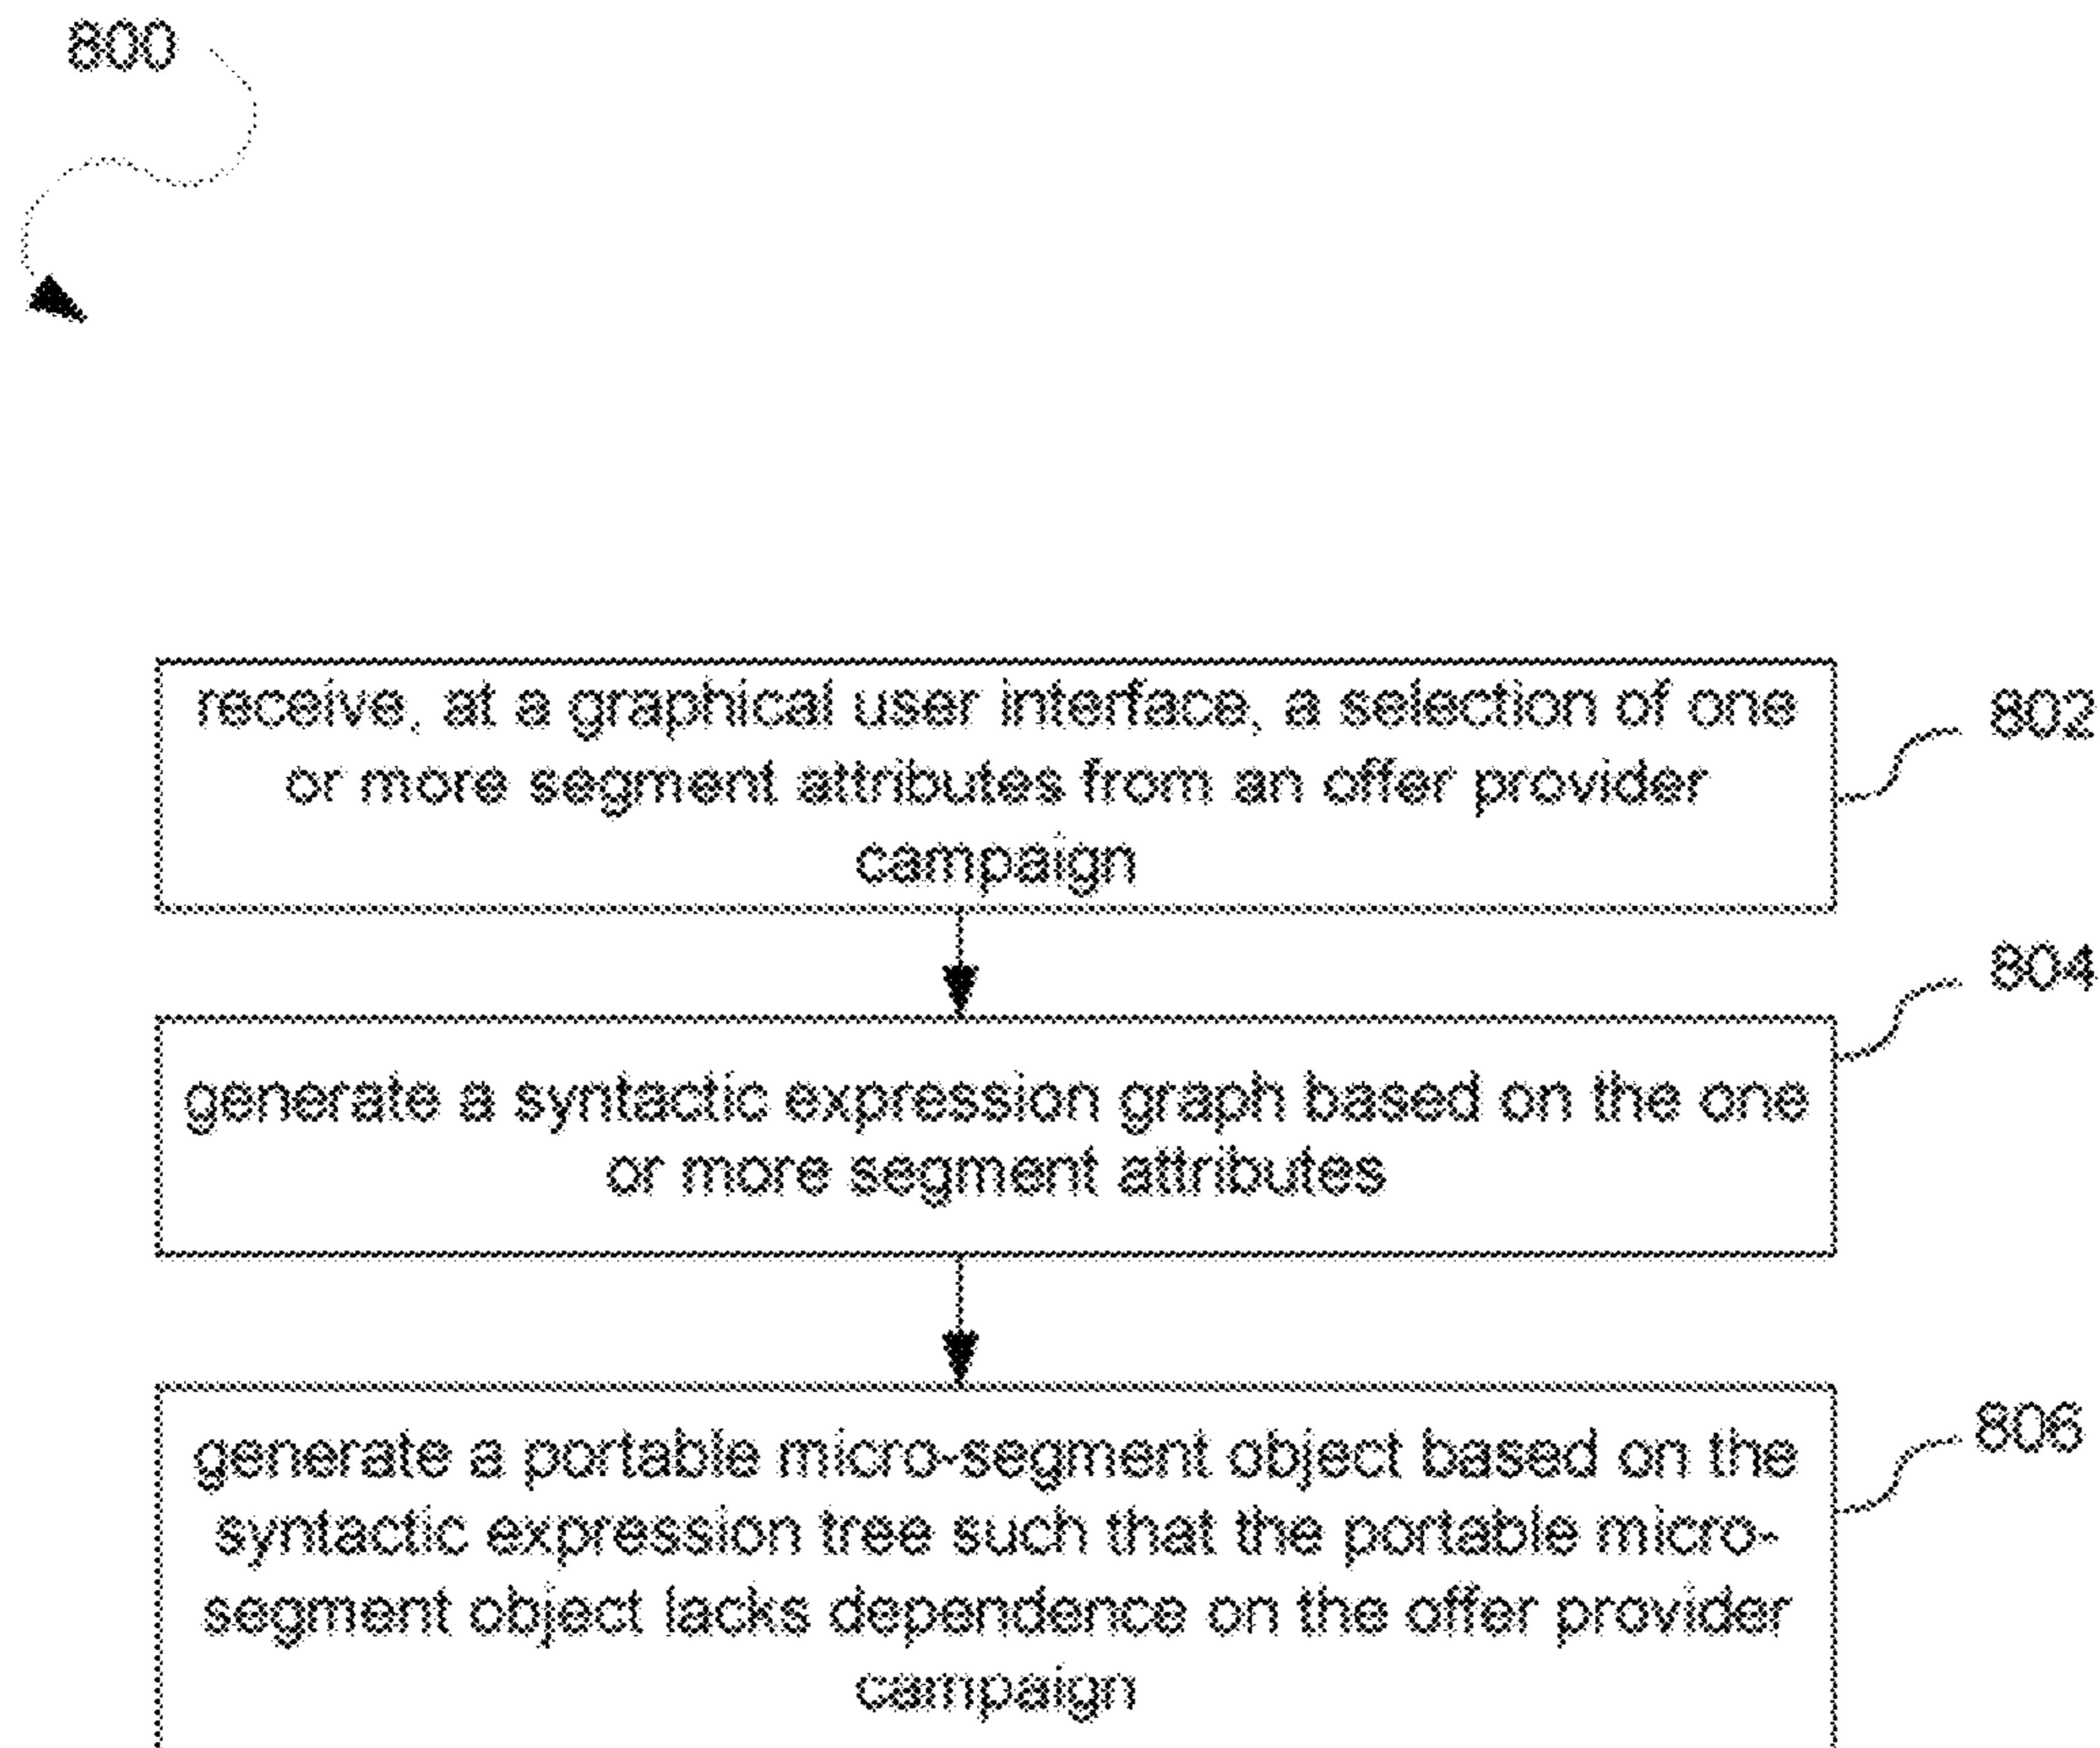 800
receive, at a graphical user interface, a selection of one
or more segment attributes from an offer provider
campaign
802
generate a syntactic expression graph based on the one
or more segment attributes
804
generate a portable micro-segment object based on the
syntactic expression tree such that the portable micro-
segment object lacks dependence on the offer provider
campaign
806